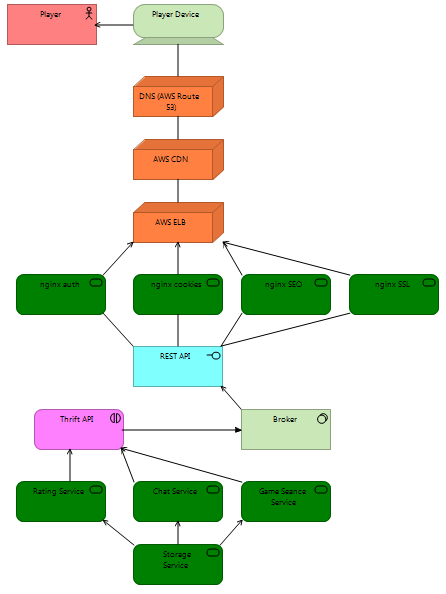 Player
Player Device
DNS (AWS Route
53)
AWS CDN
AWS ELB
nginx auth
nginx cookies
nginx SEO
nginx SSL
REST API
Thrift API
Broker
Rating Service
Chat Service
Game Seance
Service
Storage
Service